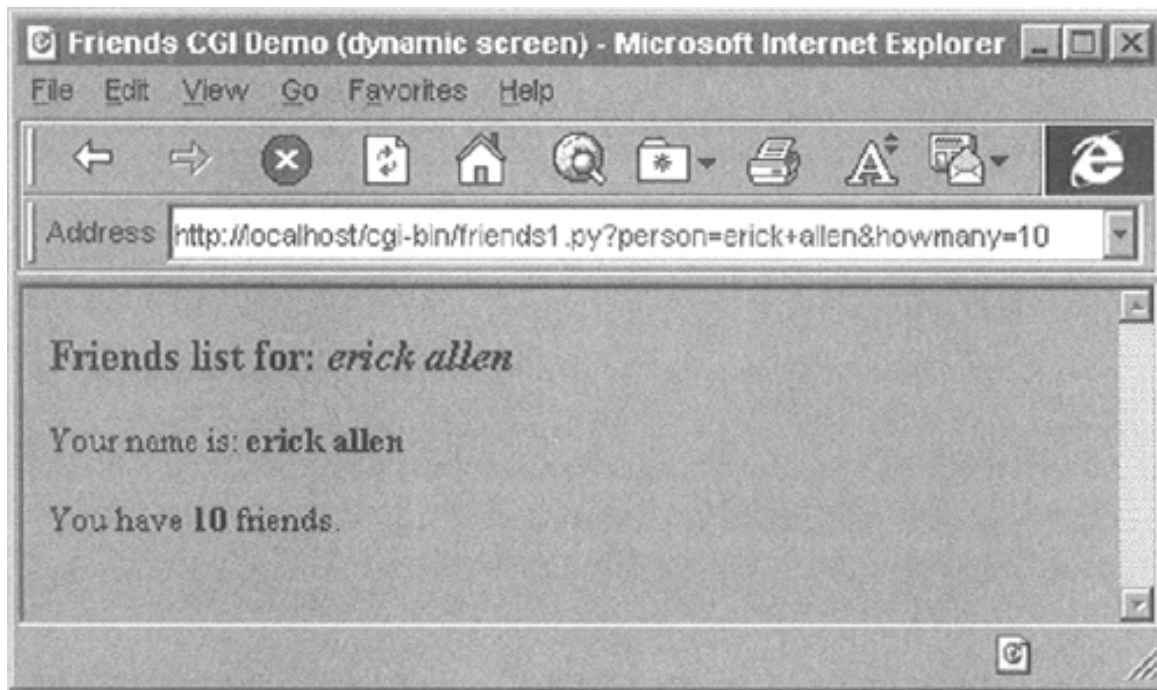 Friends CGI Demo (dynamic screen) - Microsoft Internet Explorer
File Edit View Go Favorites Help
Address http://localhost/cgi-bin/friends1.py?person=erick+allen&howmany=10
Friends list for: erick allen
Your name is: erick allen
You have 10 friends.